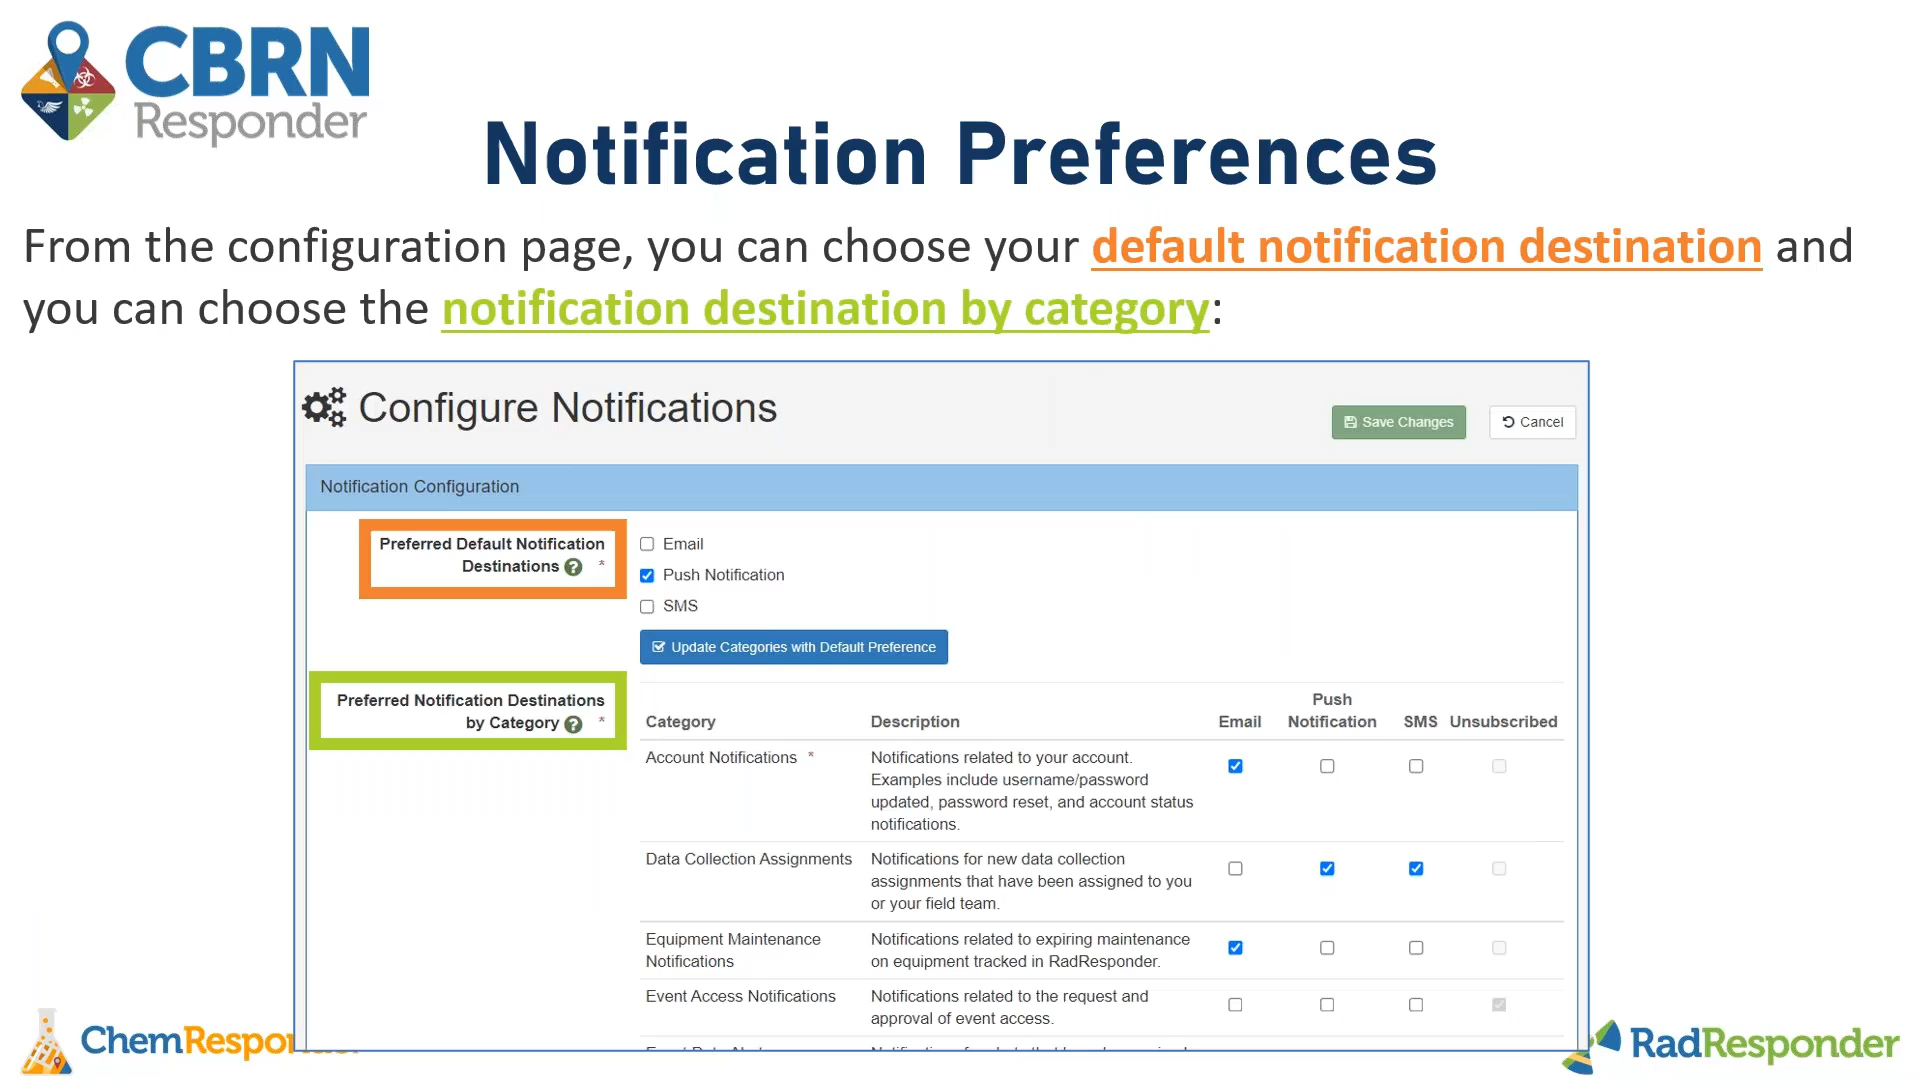 CBRN
Responder
Notification Preferences
From the configuration page, you can choose your default notification destination and
you can choose the notification destination by category:
Configure Notifications
Save Changes
Cancel
Notification Configuration
Preferred Default Notification
Destinations ? *
Email
Push Notification
SMS
Update Categories with Default Preference
Preferred Notification Destinations
by Category ? *
Category Description Email Push Notification SMS Unsubscribed
Account Notifications * Notifications related to your account.
Examples include username/password
updated, password reset, and account status
notifications.
Data Collection Assignments Notifications for new data collection
assignments that have been assigned to you
or your field team.
Equipment Maintenance Notifications related to expiring maintenance
Notifications on equipment tracked in RadResponder.
Event Access Notifications Notifications related to the request and
approval of event access.
ChemRespon
RadResponder